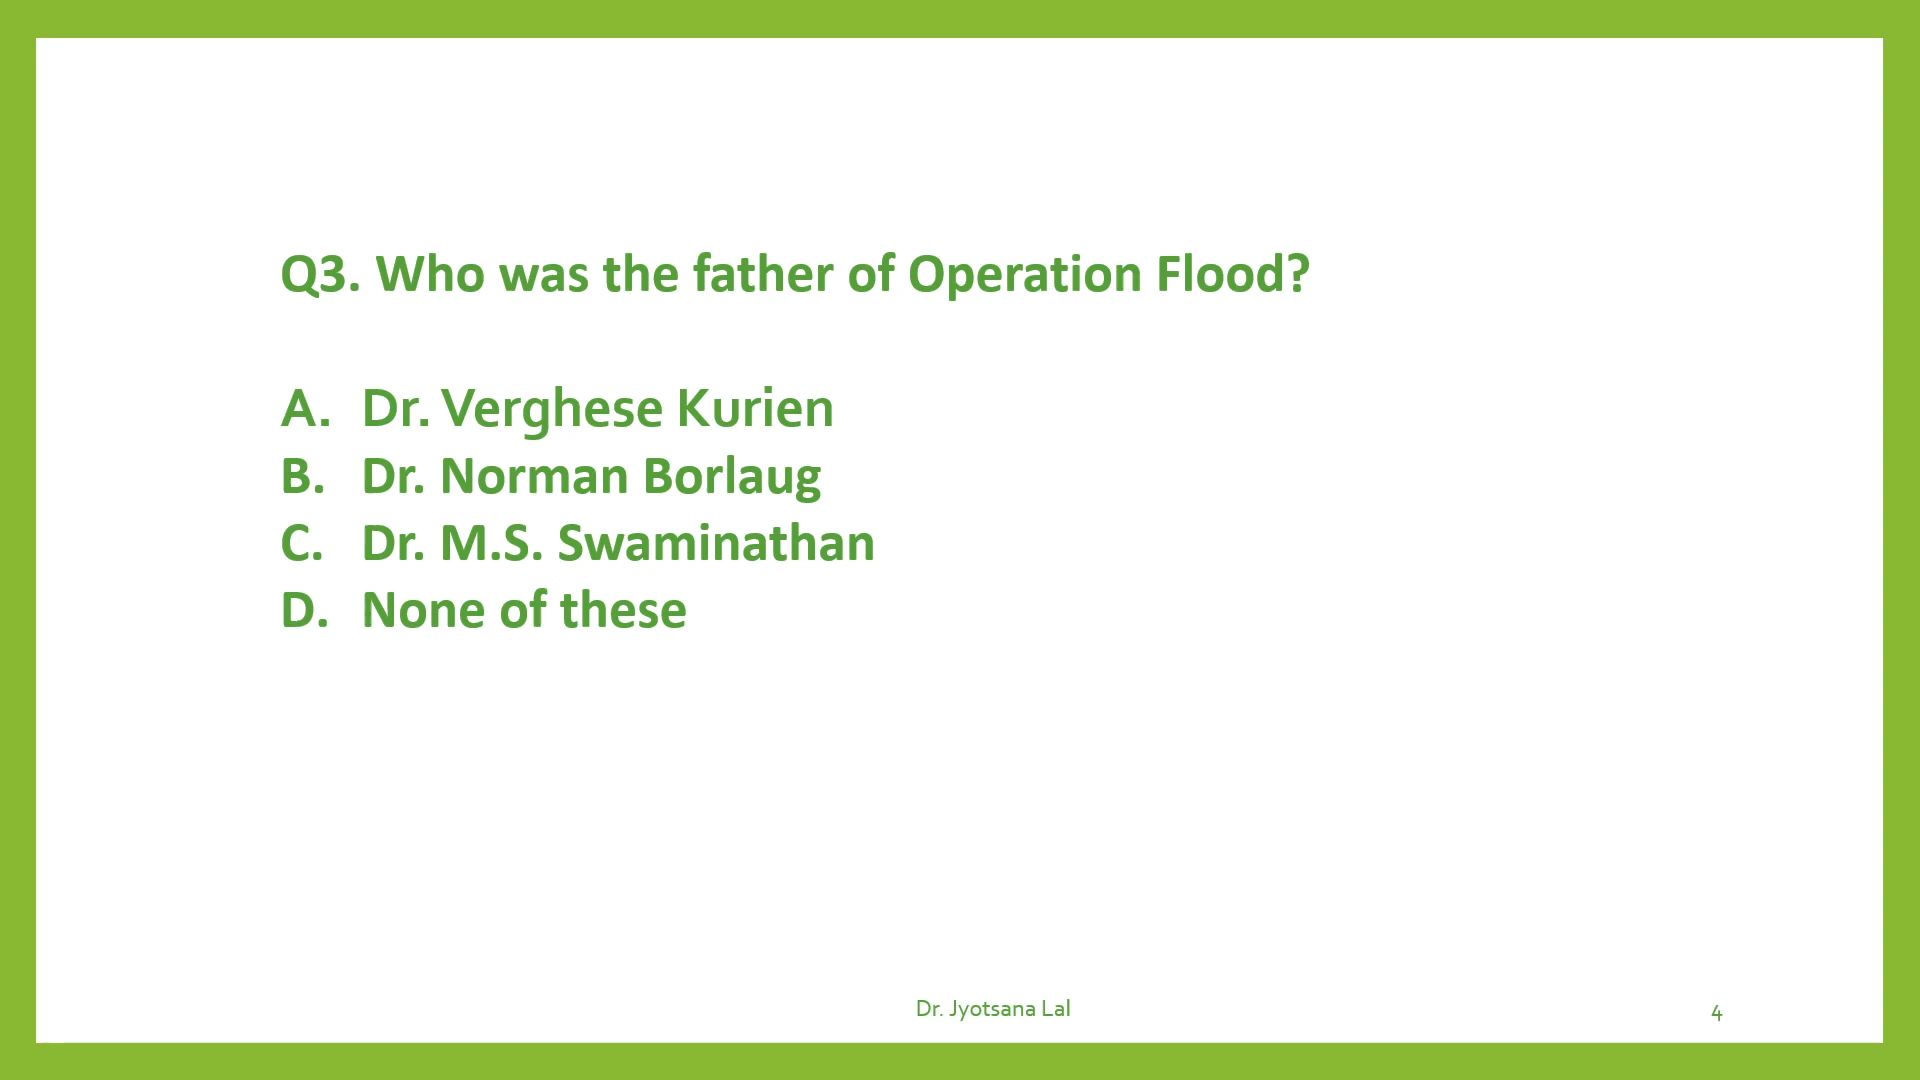 Q3. Who was the father of Operation Flood?
A. Dr. Verghese Kurien
B. Dr. Norman Borlaug
C. Dr. M.S. Swaminathan
D. None of these
Dr. Jyotsana Lal
4